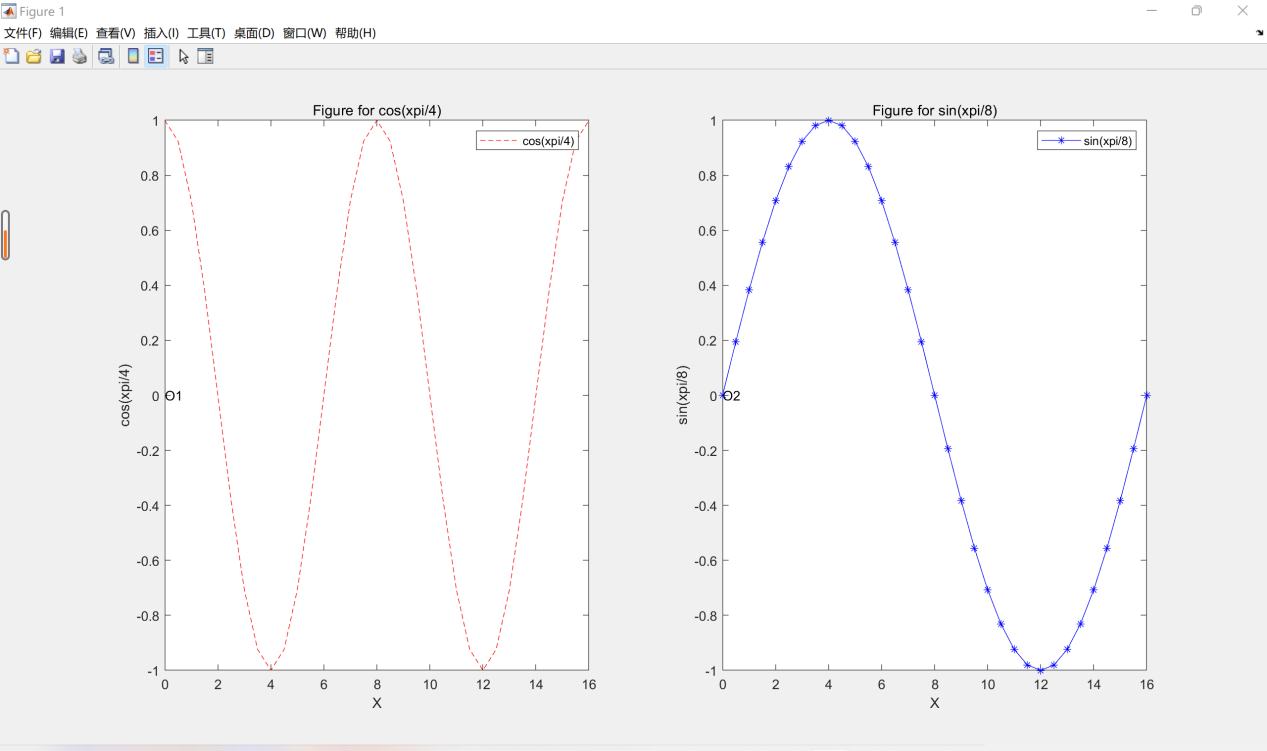 Figure 1
文件(F) 编辑(E) 查看(V) 插入(I) 工具(T) 桌面(D) 窗口(W) 帮助(H)
Figure for cos(xpi/4)
cos(xpi/4)
1
0.8
0.6
0.4
0.2
0
-0.2
-0.4
-0.6
-0.8
-1
cos(xpi/4)
O1
0 2 4 6 8 10 12 14 16
X
Figure for sin(xpi/8)
sin(xpi/8)
1
0.8
0.6
0.4
0.2
0
-0.2
-0.4
-0.6
-0.8
-1
sin(xpi/8)
O2
0 2 4 6 8 10 12 14 16
X